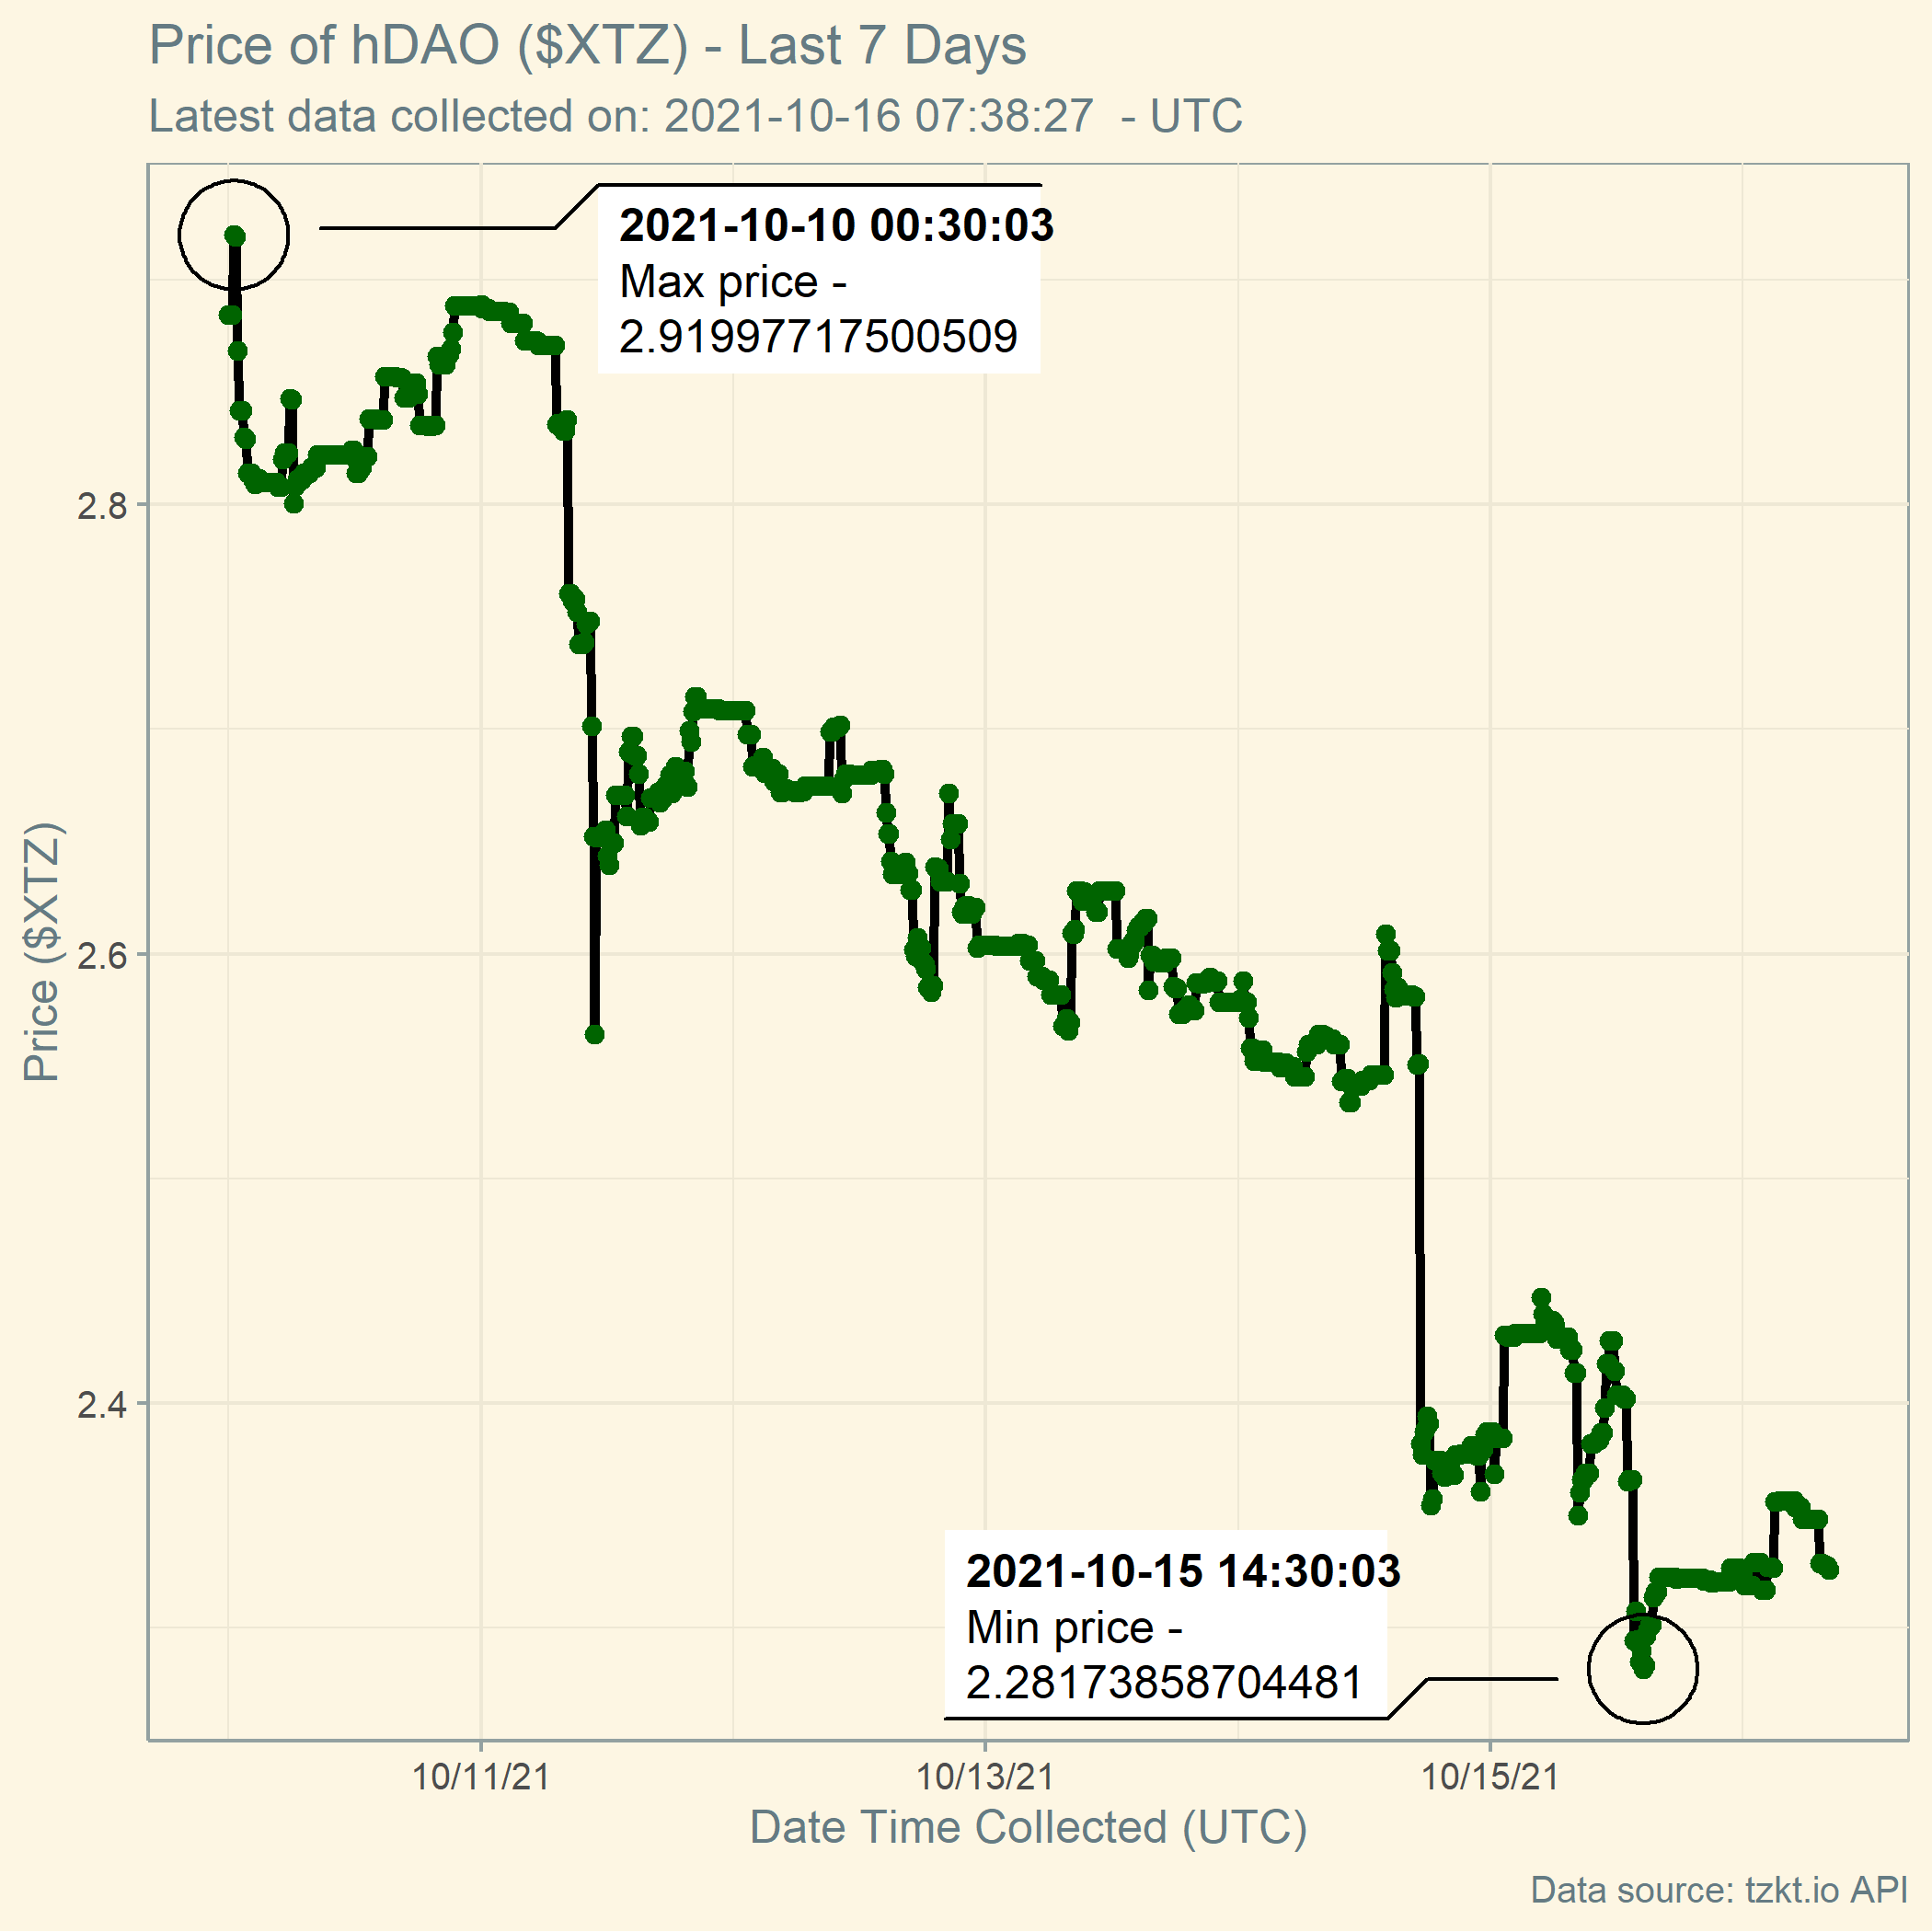 Price of hDAO ($XTZ) - Last 7 Days
Latest data collected on: 2021-10-16 07:38:27  - UTC
2021-10-10 00:30:03
Max price -
2.91997717500509
2.8
2.6
2.4
Price ($XTZ)
2021-10-15 14:30:03
Min price -
2.28173858704481
10/11/21
10/13/21
10/15/21
Date Time Collected (UTC)
Data source: tzkt.io API